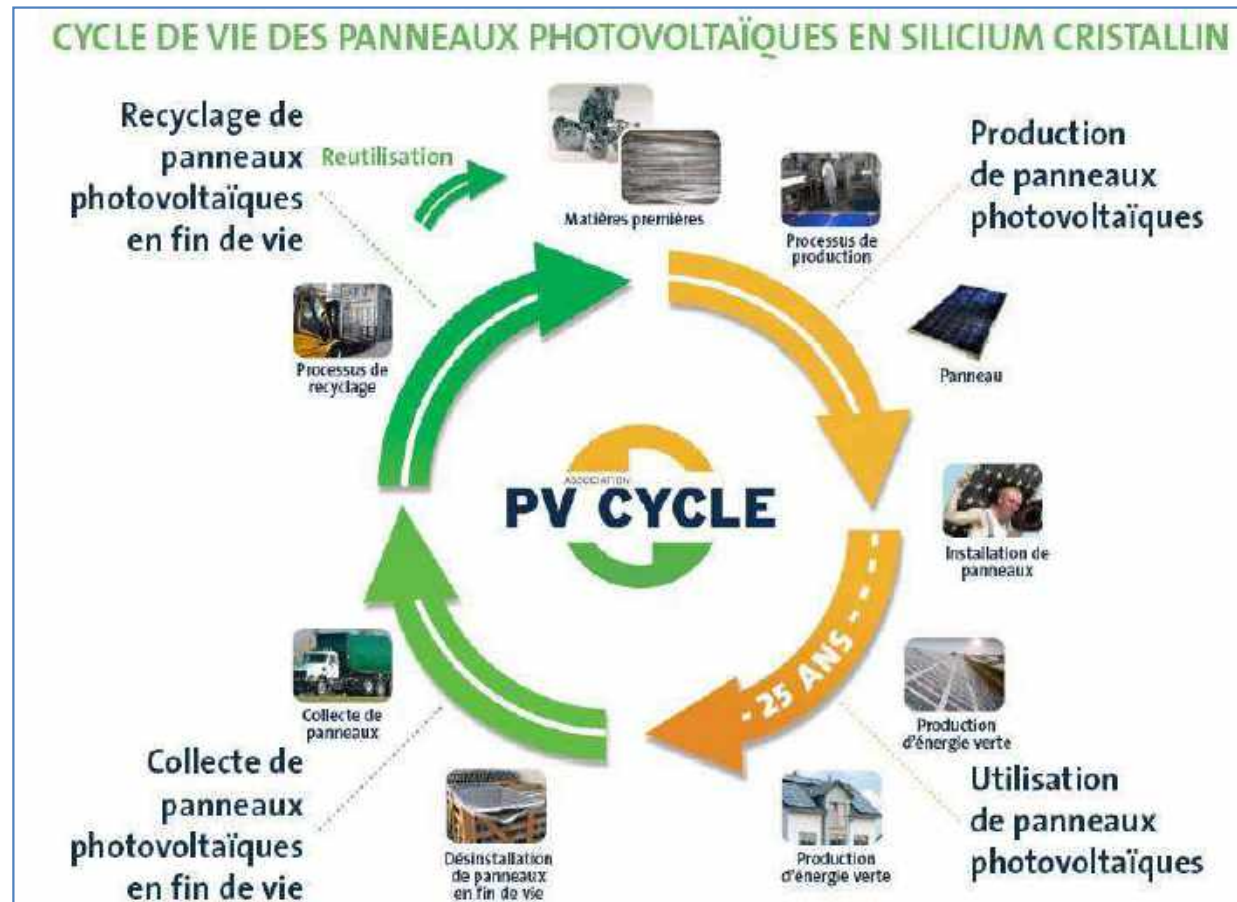 CYCLE DE VIE DES PANNEAUX PHOTOVOLTAÏQUES EN SILICIUM CRISTALLIN
Recyclage de
panneaux
photovoltaïques
en fin de vie
Reutilisation
Matières premières
Processus de
production
Production
de panneaux
photovoltaïques
Processus de
recyclage
Panneau
ASSOCIATION
PV CYCLE
Installation de
panneaux
- 25 ANS - -
Collecte de
panneaux
Production
d'énergie verte
Collecte de
panneaux
photovoltaïques
en fin de vie
Désinstallation
de panneaux
en fin de vie
Production
d'énergie verte
Utilisation
de panneaux
photovoltaïques